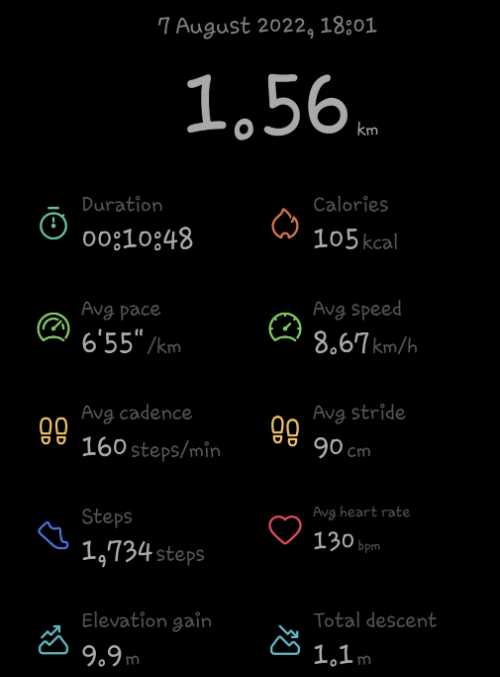 7 August 2022, 18:01
1.56 km
Duration
00:10:48
Calories
105 kcal
Avg pace
6'55" /km
Avg speed
8.67 km/h
Avg cadence
160 steps/min
Avg stride
90 cm
Steps
1,734 steps
Avg heart rate
130 bpm
Elevation gain
9.9 m
Total descent
1.1 m